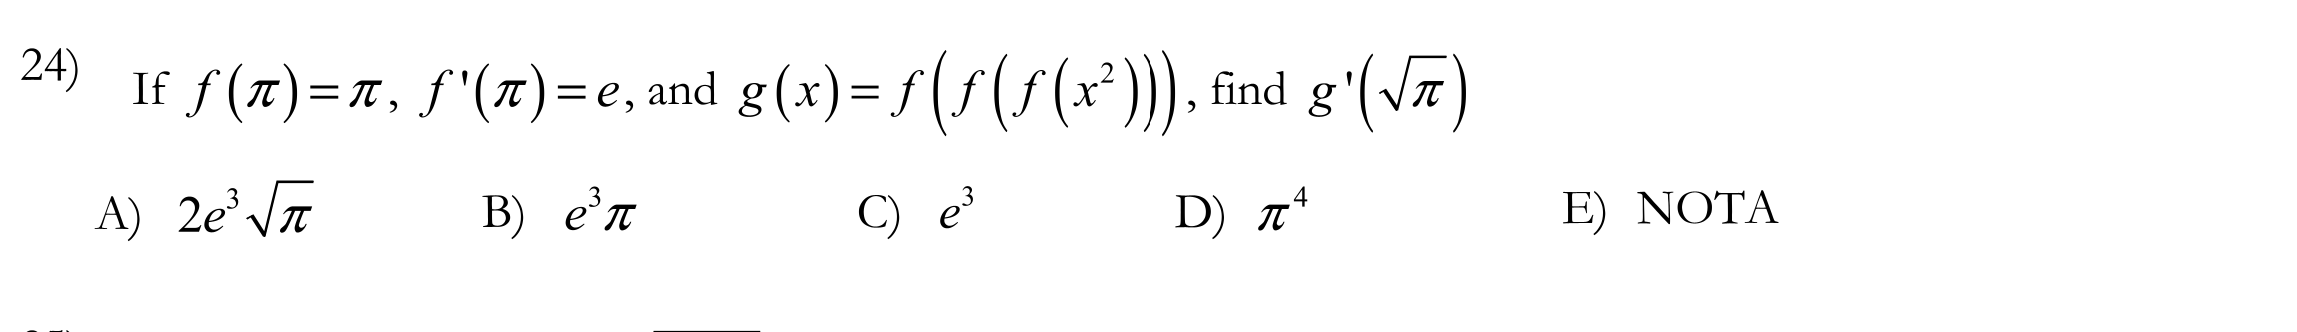 24) If f(π)=π, f'(π)=e, and g(x)=f(f(f(x²))), find g'(√π)
A) 2e³√π B) e³π C) e³ D) π⁴ E) NOTA